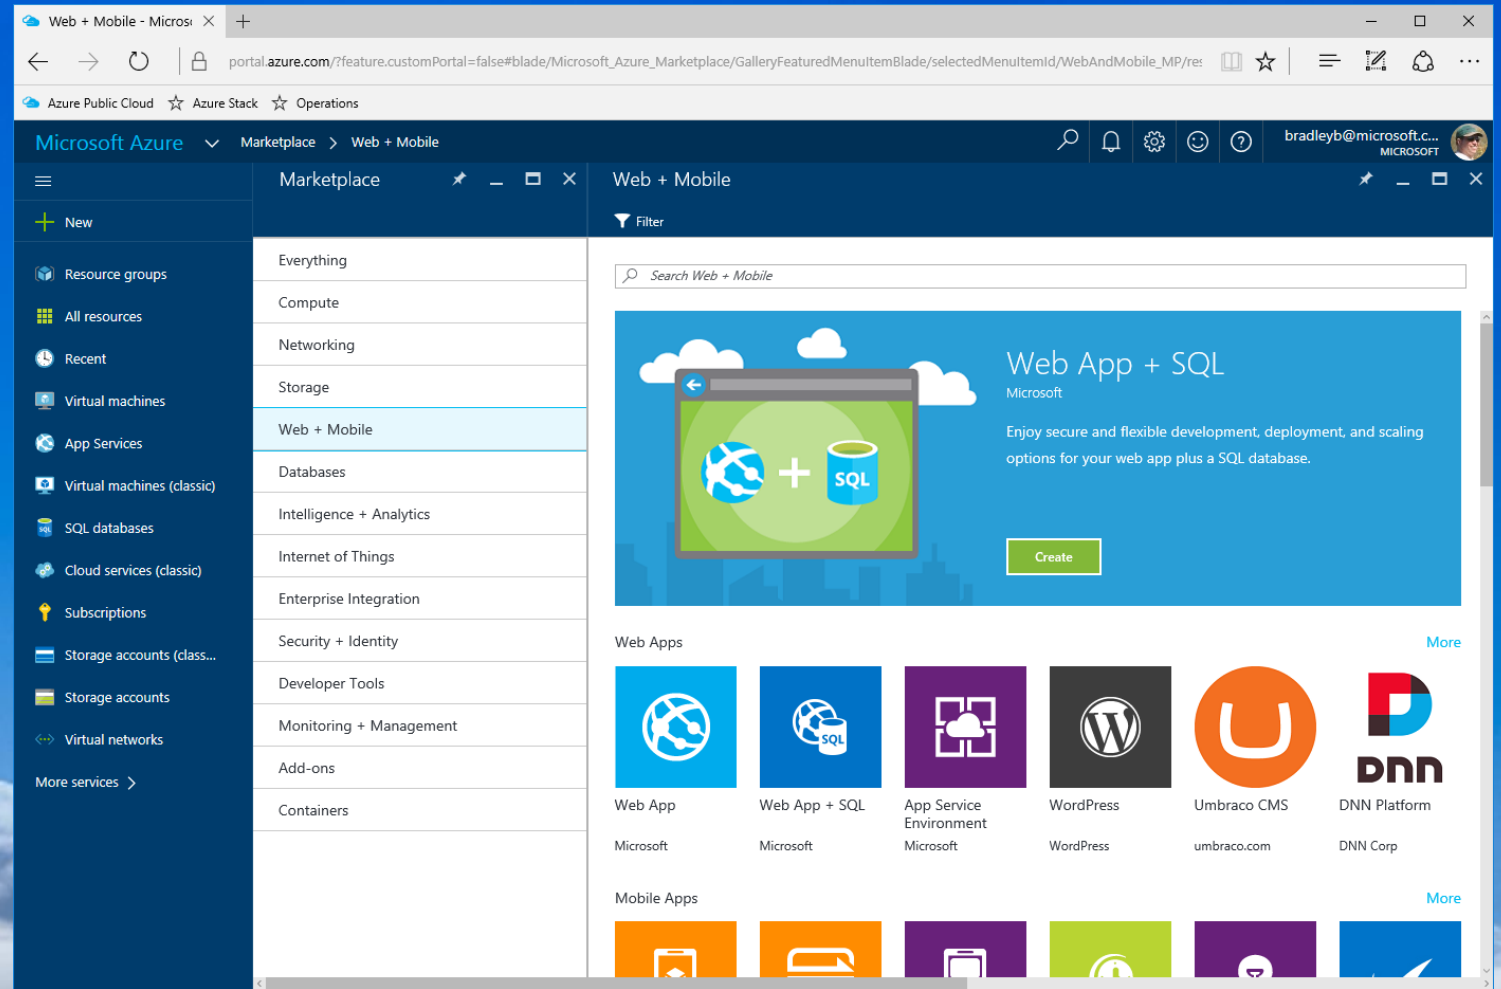 Web + Mobile - Micros
portal.azure.com/?feature.customPortal=false#blade/Microsoft_Azure_Marketplace/GalleryFeaturedMenuItemBlade/selectedMenuItemId/WebAndMobile_MP/res
Azure Public Cloud
Azure Stack
Operations
Microsoft Azure
Marketplace > Web + Mobile
bradleyb@microsoft.c...
MICROSOFT
New
Resource groups
All resources
Recent
Virtual machines
App Services
Virtual machines (classic)
SQL databases
Cloud services (classic)
Subscriptions
Storage accounts (class...
Storage accounts
Virtual networks
More services >
Marketplace
Everything
Compute
Networking
Storage
Web + Mobile
Databases
Intelligence + Analytics
Internet of Things
Enterprise Integration
Security + Identity
Developer Tools
Monitoring + Management
Add-ons
Containers
Web + Mobile
Filter
Search Web + Mobile
SQL
Web App + SQL
Microsoft
Enjoy secure and flexible development, deployment, and scaling
options for your web app plus a SQL database.
Create
Web Apps
More
SQL
DNN
Web App
Microsoft
Web App + SQL
Microsoft
App Service
Environment
Microsoft
WordPress
WordPress
Umbraco CMS
umbraco.com
DNN Platform
DNN Corp
Mobile Apps
More